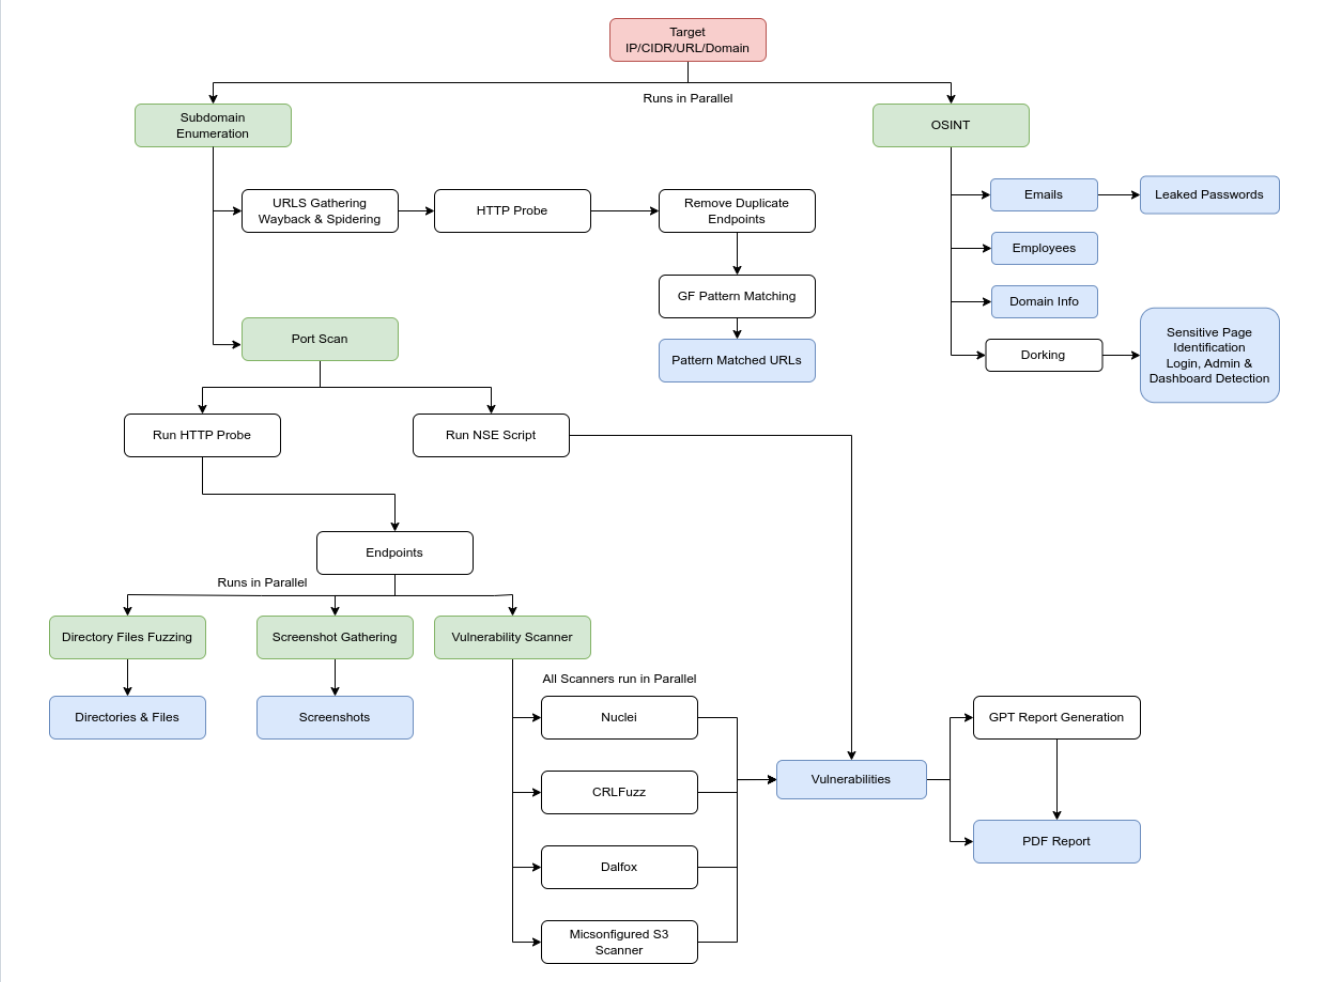 Target
IP/CIDR/URL/Domain
Runs in Parallel
Subdomain
Enumeration
OSINT
URLS Gathering
Wayback & Spidering
HTTP Probe
Remove Duplicate
Endpoints
Emails
Leaked Passwords
Employees
GF Pattern Matching
Domain Info
Port Scan
Pattern Matched URLs
Dorking
Sensitive Page
Identification
Login, Admin &
Dashboard Detection
Run HTTP Probe
Run NSE Script
Endpoints
Runs in Parallel
Directory Files Fuzzing
Screenshot Gathering
Vulnerability Scanner
All Scanners run in Parallel
Directories & Files
Screenshots
Nuclei
GPT Report Generation
CRLFuzz
Vulnerabilities
PDF Report
Dalfox
Micsonfigured S3
Scanner